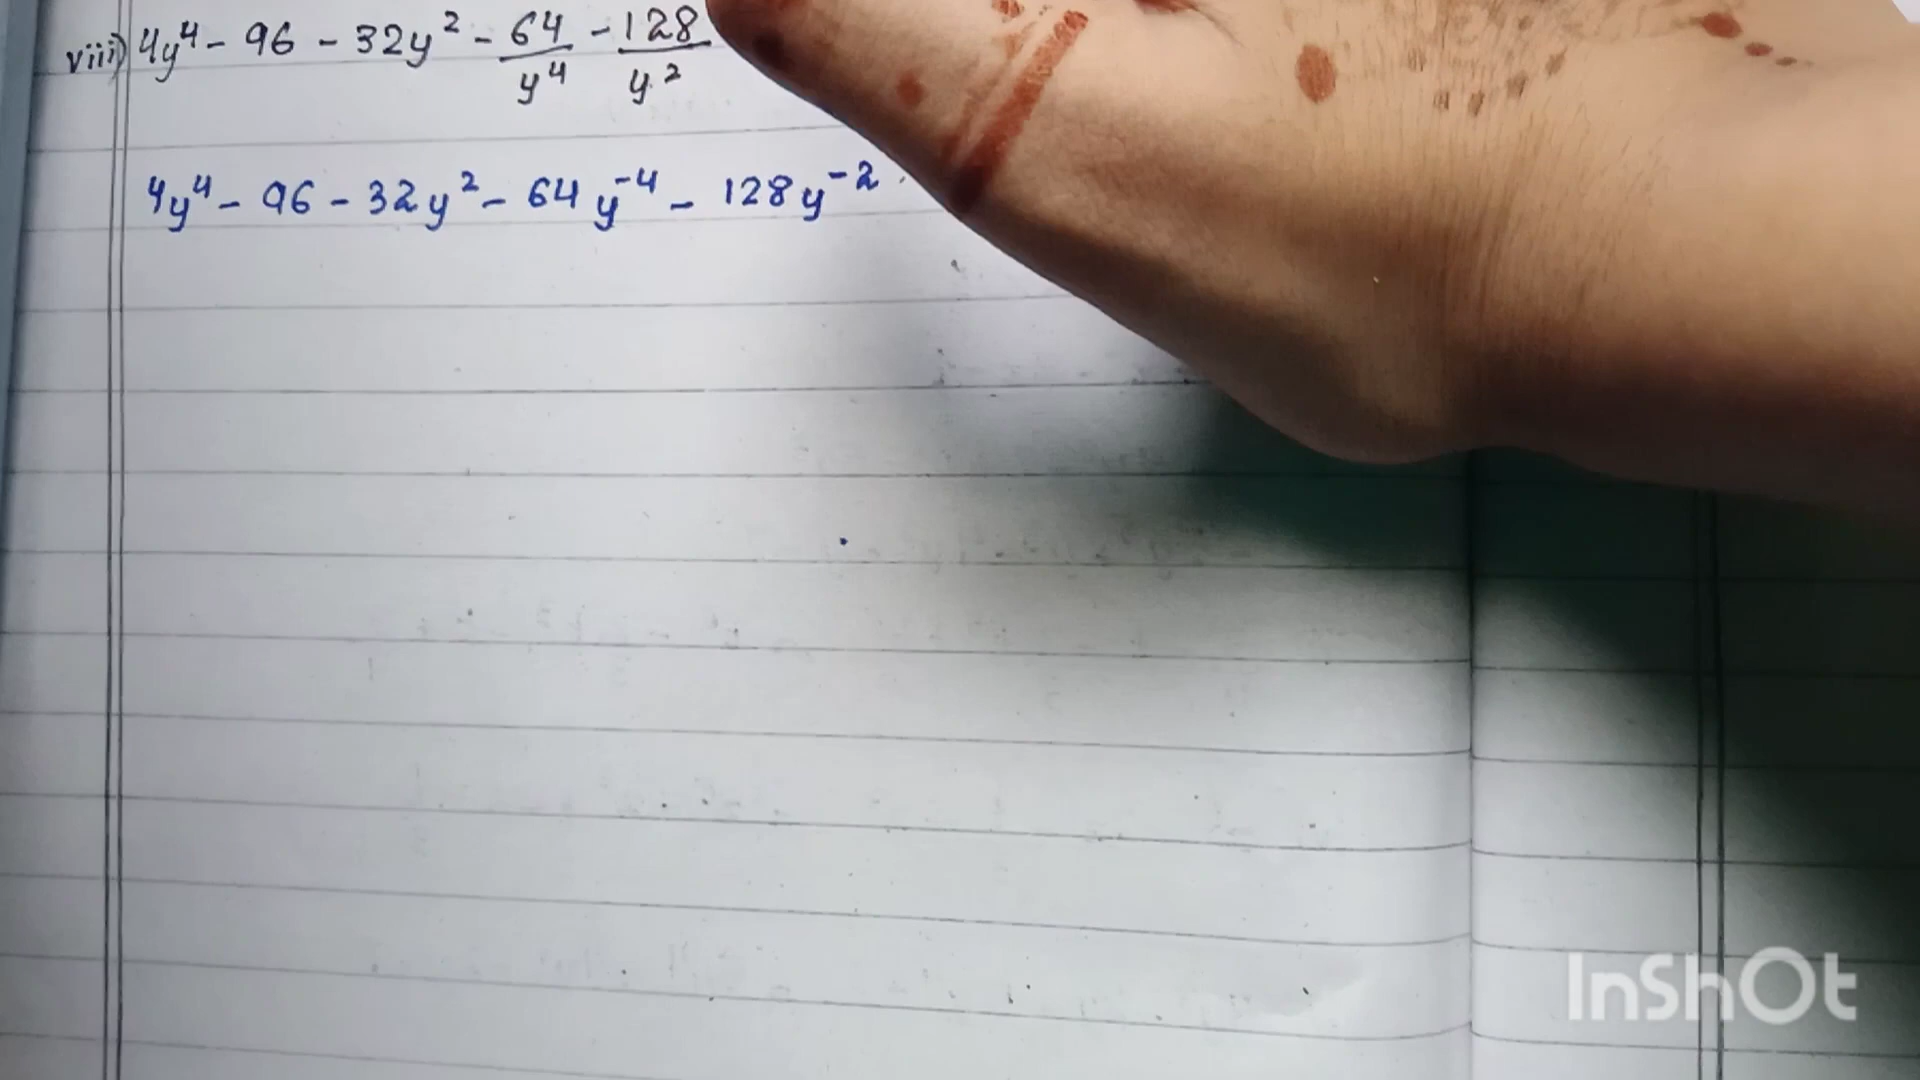 viii) 4y⁴ - 96 - 32y² - 64/y⁴ - 128/y²
4y⁴ - 96 - 32y² - 64y⁻⁴ - 128y⁻²
InShOt